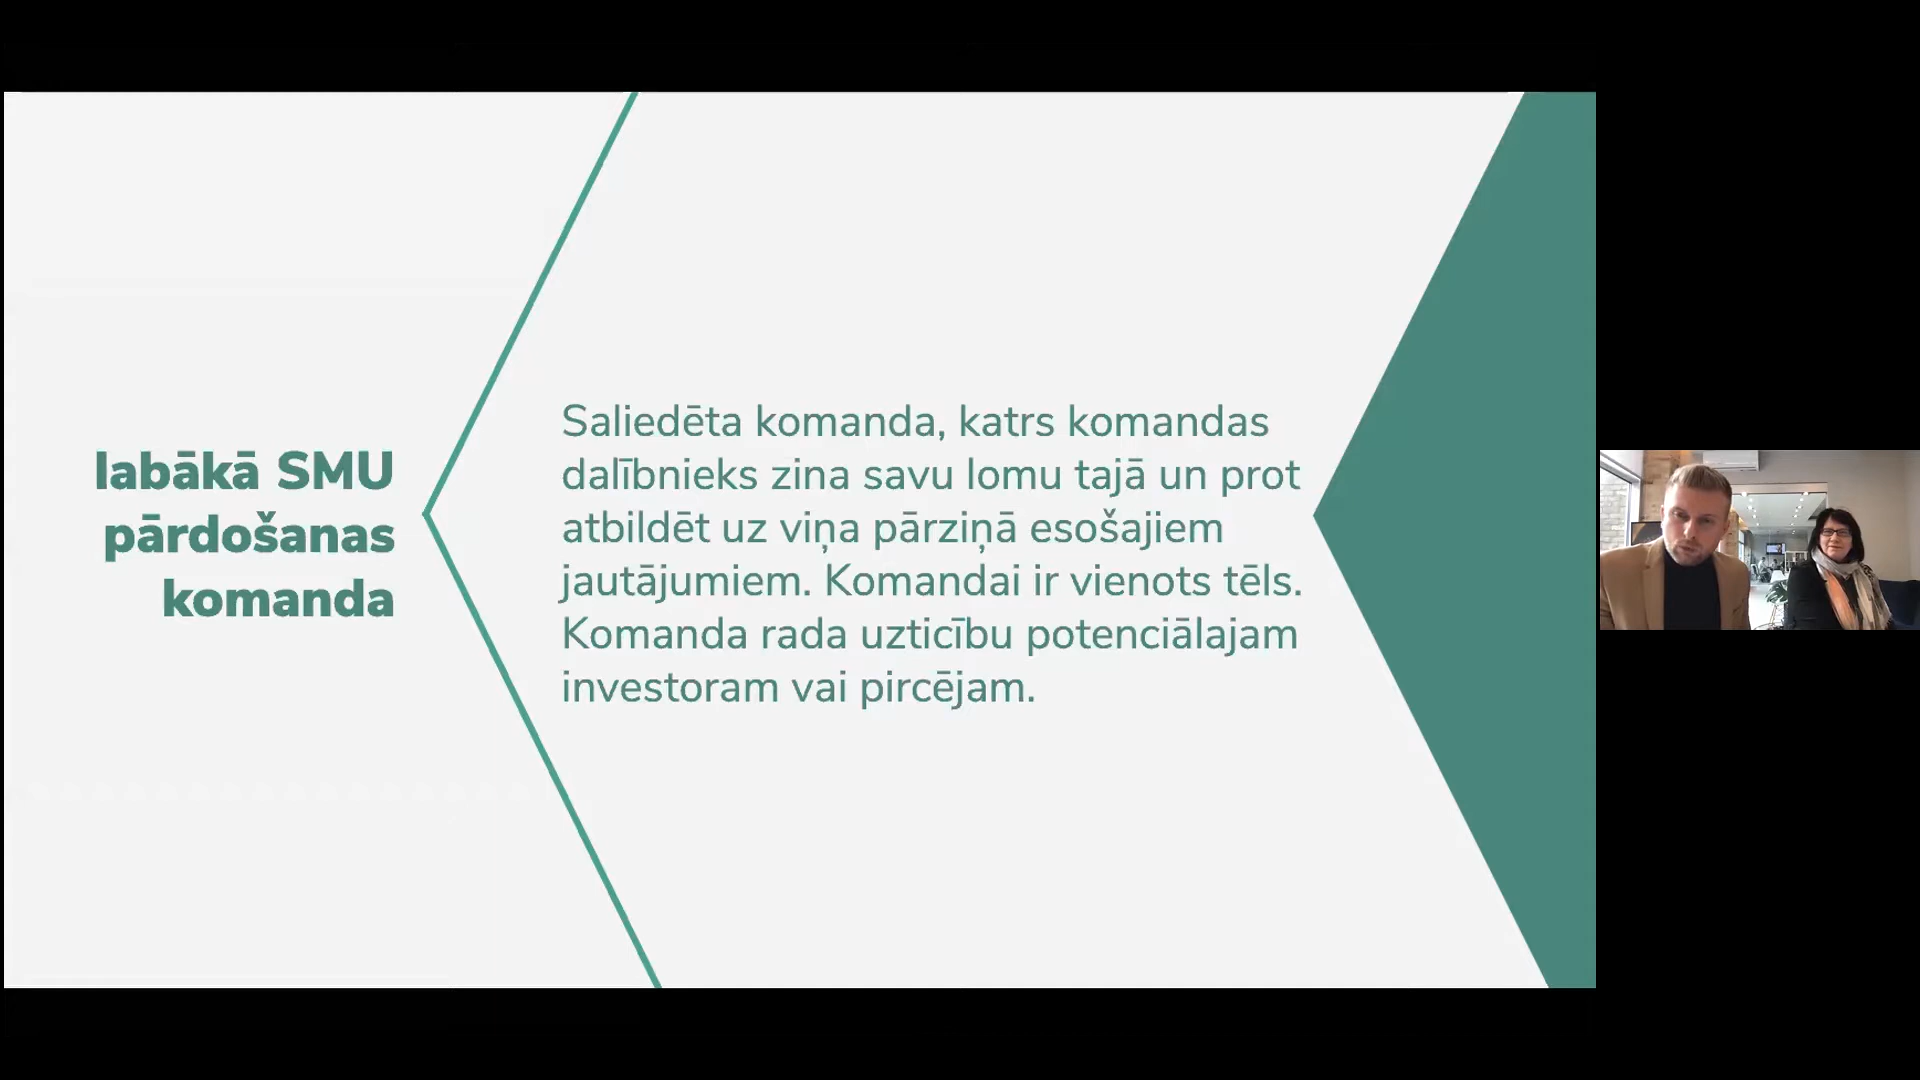 labākā SMU
pārdošanas
komanda
Saliedēta komanda, katrs komandas
dalībnieks zina savu lomu tajā un prot
atbildēt uz viņa pārziņā esošajiem
jautājumiem. Komandai ir vienots tēls.
Komanda rada uzticību potenciālajam
investoram vai pircējam.